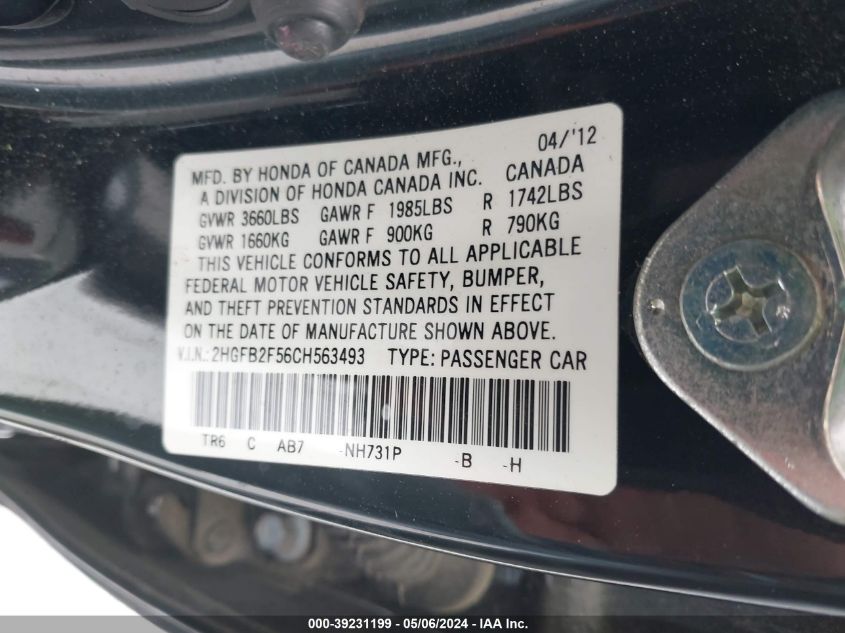 04/'12
MFD. BY HONDA OF CANADA MFG.,
A DIVISION OF HONDA CANADA INC. CANADA
GVWR 3660LBS GAWR F 1985LBS R 1742LBS
GVWR 1660KG GAWR F 900KG R 790KG
THIS VEHICLE CONFORMS TO ALL APPLICABLE
FEDERAL MOTOR VEHICLE SAFETY, BUMPER,
AND THEFT PREVENTION STANDARDS IN EFFECT
ON THE DATE OF MANUFACTURE SHOWN ABOVE.
V.I.N.: 2HGFB2F56CH563493 TYPE: PASSENGER CAR
TR6 C AB7 -NH731P -B -H
000-39231199 - 05/06/2024 - IAA Inc.